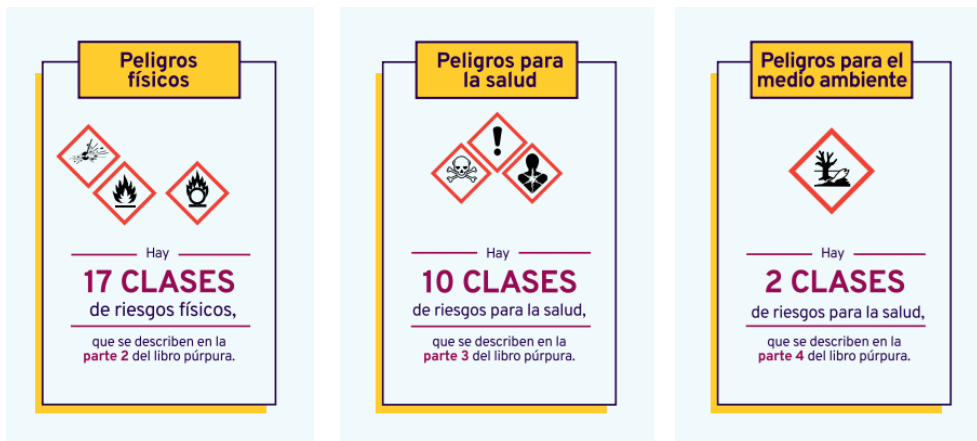 Peligros
físicos
Hay
17 CLASES
de riesgos físicos,
que se describen en la
parte 2 del libro púrpura.
Peligros para
la salud
Hay
10 CLASES
de riesgos para la salud,
que se describen en la
parte 3 del libro púrpura.
Peligros para el
medio ambiente
Hay
2 CLASES
de riesgos para la salud,
que se describen en la
parte 4 del libro púrpura.